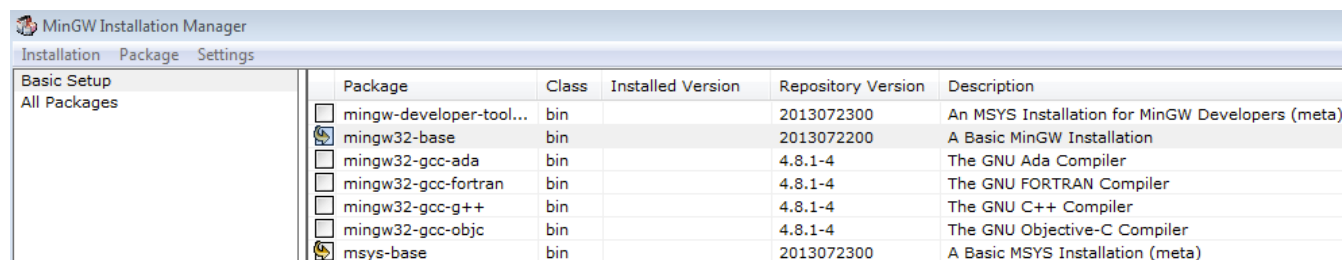 MinGW Installation Manager
Installation Package Settings
Basic Setup
All Packages
Package Class Installed Version Repository Version Description
mingw-developer-tool... bin 2013072300 An MSYS Installation for MinGW Developers (meta)
mingw32-base bin 2013072200 A Basic MinGW Installation
mingw32-gcc-ada bin 4.8.1-4 The GNU Ada Compiler
mingw32-gcc-fortran bin 4.8.1-4 The GNU FORTRAN Compiler
mingw32-gcc-g++ bin 4.8.1-4 The GNU C++ Compiler
mingw32-gcc-objc bin 4.8.1-4 The GNU Objective-C Compiler
msys-base bin 2013072300 A Basic MSYS Installation (meta)